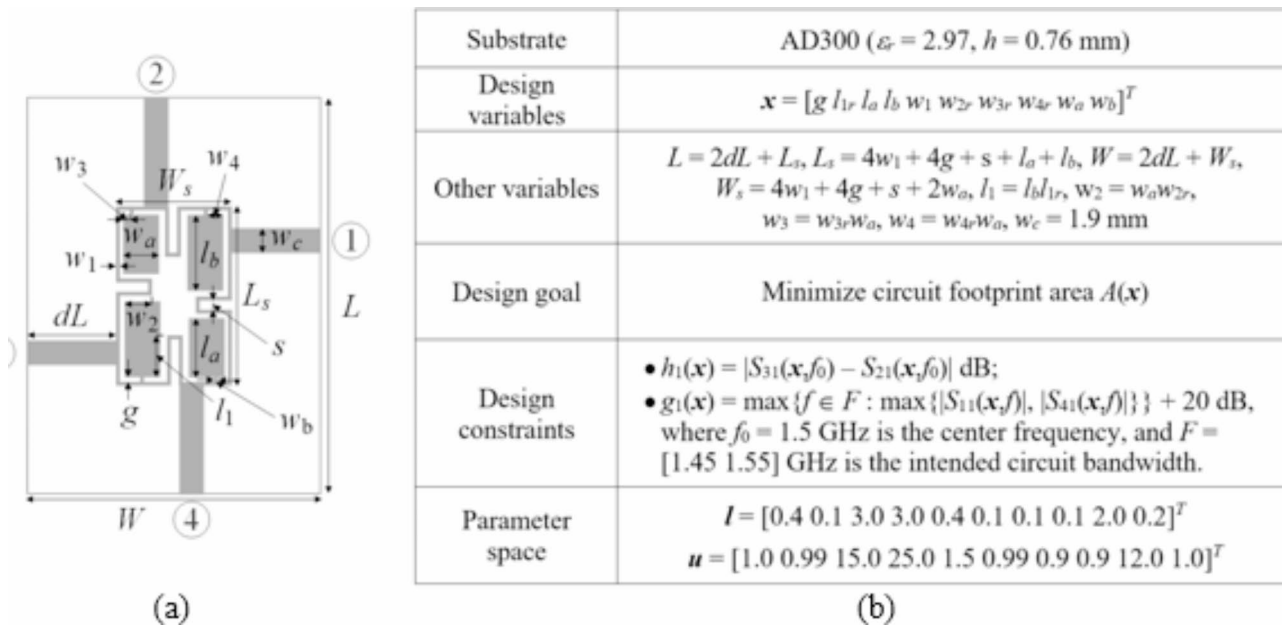 2
w3
w4
Ws
wa
lb
wc
1
w1
Ls
L
dL
w2
la
s
g
l1
wb
W
4
(a)
Substrate
AD300 (εr = 2.97, h = 0.76 mm)
Design
variables
x = [g l1r la lb w1 w2r w3r w4r wa wb]T
Other variables
L = 2dL + Ls, Ls = 4w1 + 4g + s + la + lb, W = 2dL + Ws,
Ws = 4w1 + 4g + s + 2wa, l1 = lbl1r, w2 = waw2r,
w3 = w3rwa, w4 = w4rwa, wc = 1.9 mm
Design goal
Minimize circuit footprint area A(x)
Design
constraints
• h1(x) = |S31(x,f0) – S21(x,f0)| dB;
• g1(x) = max{f ∈ F : max{|S11(x,f)|, |S41(x,f)|}} + 20 dB,
where f0 = 1.5 GHz is the center frequency, and F =
[1.45 1.55] GHz is the intended circuit bandwidth.
Parameter
space
l = [0.4 0.1 3.0 3.0 0.4 0.1 0.1 0.1 2.0 0.2]T
u = [1.0 0.99 15.0 25.0 1.5 0.99 0.9 0.9 12.0 1.0]T
(b)